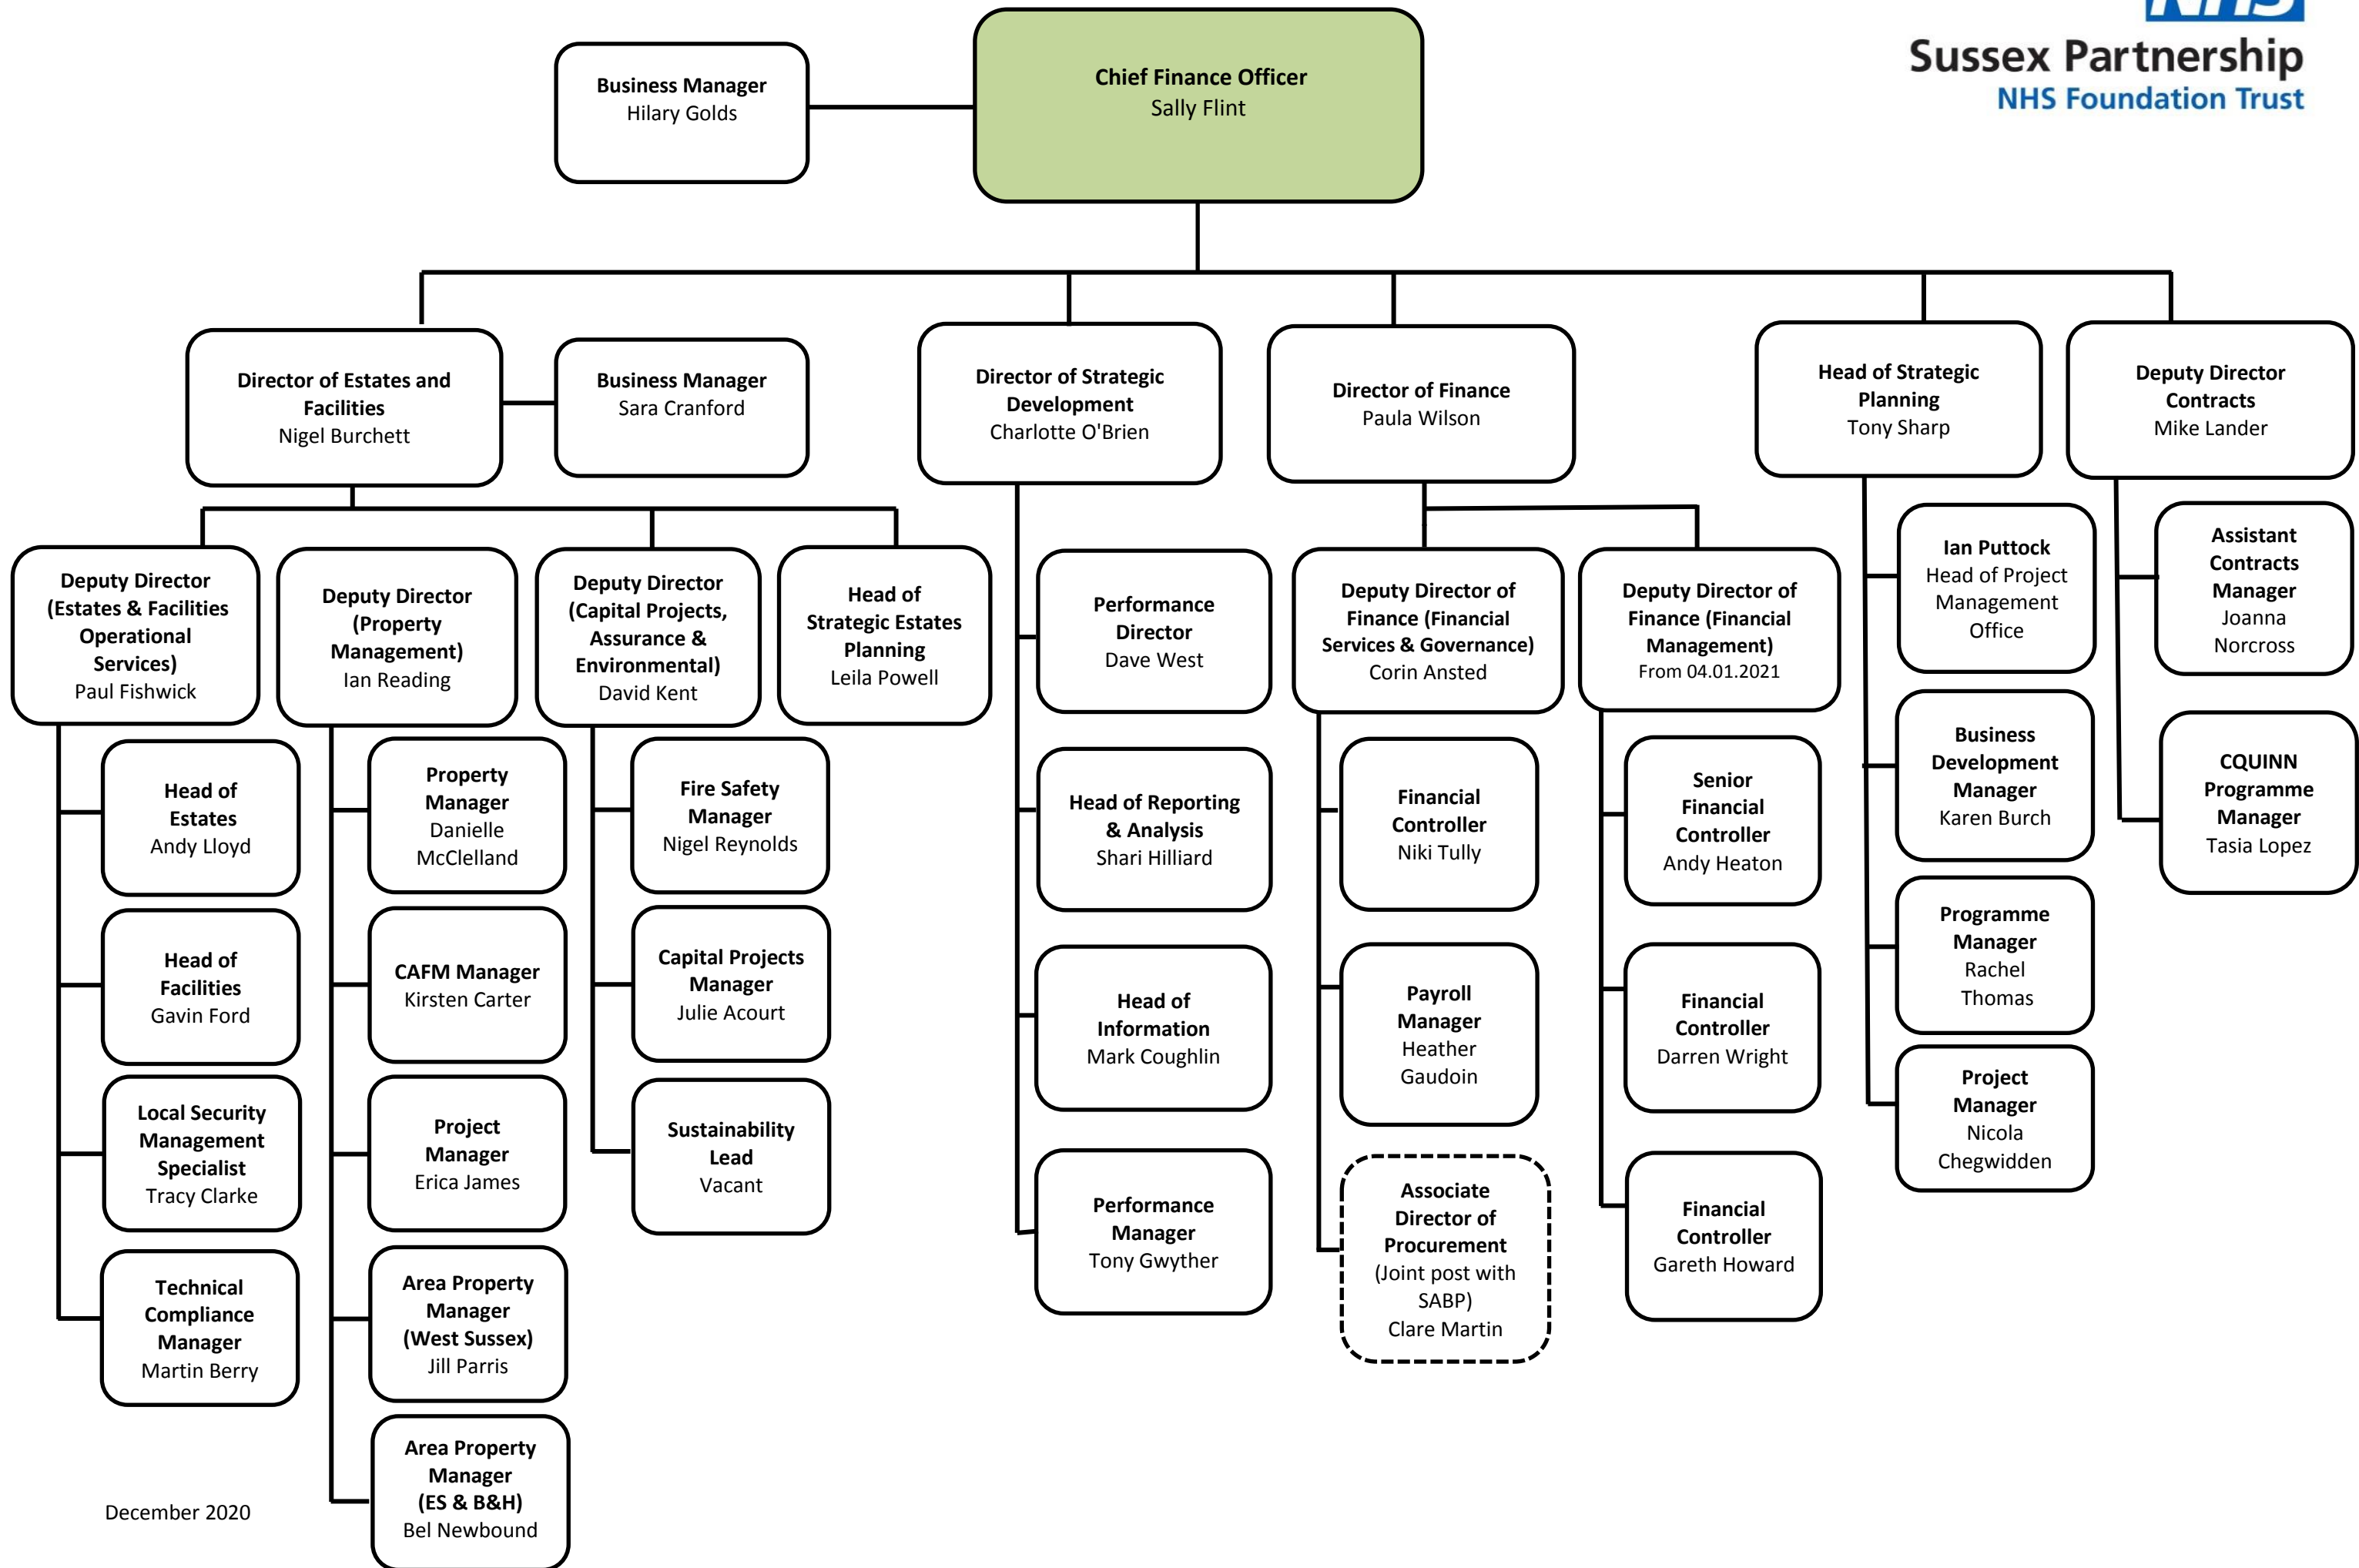 NHS
Sussex Partnership
NHS Foundation Trust
Chief Finance Officer
Sally Flint
Business Manager
Hilary Golds
Director of Estates and
Facilities
Nigel Burchett
Business Manager
Sara Cranford
Director of Strategic
Development
Charlotte O'Brien
Director of Finance
Paula Wilson
Head of Strategic
Planning
Tony Sharp
Deputy Director
Contracts
Mike Lander
Deputy Director
(Estates & Facilities
Operational
Services)
Paul Fishwick
Deputy Director
(Property
Management)
Ian Reading
Deputy Director
(Capital Projects,
Assurance &
Environmental)
David Kent
Head of
Strategic Estates
Planning
Leila Powell
Performance
Director
Dave West
Deputy Director of
Finance (Financial
Services & Governance)
Corin Ansted
Deputy Director of
Finance (Financial
Management)
From 04.01.2021
Ian Puttock
Head of Project
Management
Office
Assistant
Contracts
Manager
Joanna
Norcross
Head of
Estates
Andy Lloyd
Property
Manager
Danielle
McClelland
Fire Safety
Manager
Nigel Reynolds
Head of Reporting
& Analysis
Shari Hilliard
Financial
Controller
Niki Tully
Senior
Financial
Controller
Andy Heaton
Business
Development
Manager
Karen Burch
CQUINN
Programme
Manager
Tasia Lopez
Head of
Facilities
Gavin Ford
CAFM Manager
Kirsten Carter
Capital Projects
Manager
Julie Acourt
Head of
Information
Mark Coughlin
Payroll
Manager
Heather
Gaudoin
Financial
Controller
Darren Wright
Programme
Manager
Rachel
Thomas
Local Security
Management
Specialist
Tracy Clarke
Project
Manager
Erica James
Sustainability
Lead
Vacant
Performance
Manager
Tony Gwyther
Associate
Director of
Procurement
(Joint post with
SABP)
Clare Martin
Financial
Controller
Gareth Howard
Project
Manager
Nicola
Chegwidden
Technical
Compliance
Manager
Martin Berry
Area Property
Manager
(West Sussex)
Jill Parris
Area Property
Manager
(ES & B&H)
Bel Newbound
December 2020